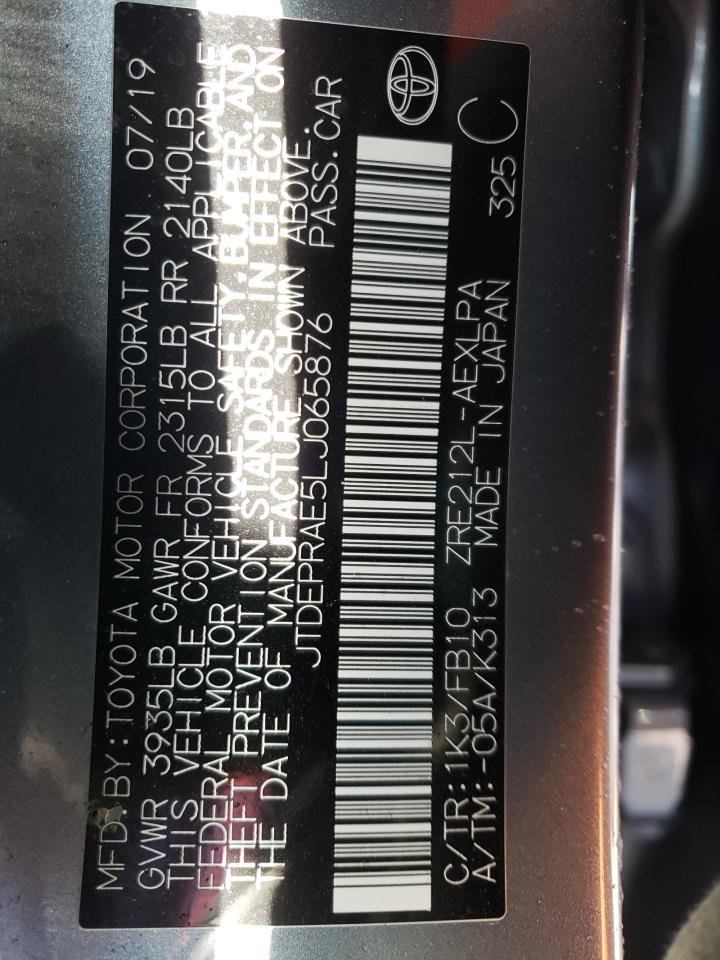 MFD.BY:TOYOTA MOTOR CORPORATION 07/19
GVWR 3935LB GAWR FR 2315LB RR 2140LB
THIS VEHICLE CONFORMS TO ALL APPLICABLE
FEDERAL MOTOR VEHICLE SAFETY,BUMPER,AND
THEFT PREVENTION STANDARDS IN EFFECT ON
THE DATE OF MANUFACTURE SHOWN ABOVE.
JTDEPRAE5LJ065876 PASS.CAR
C/TR:1K3/FB10 ZRE212L-AEXLPA
A/TM:-05A/K313 MADE IN JAPAN 325 C